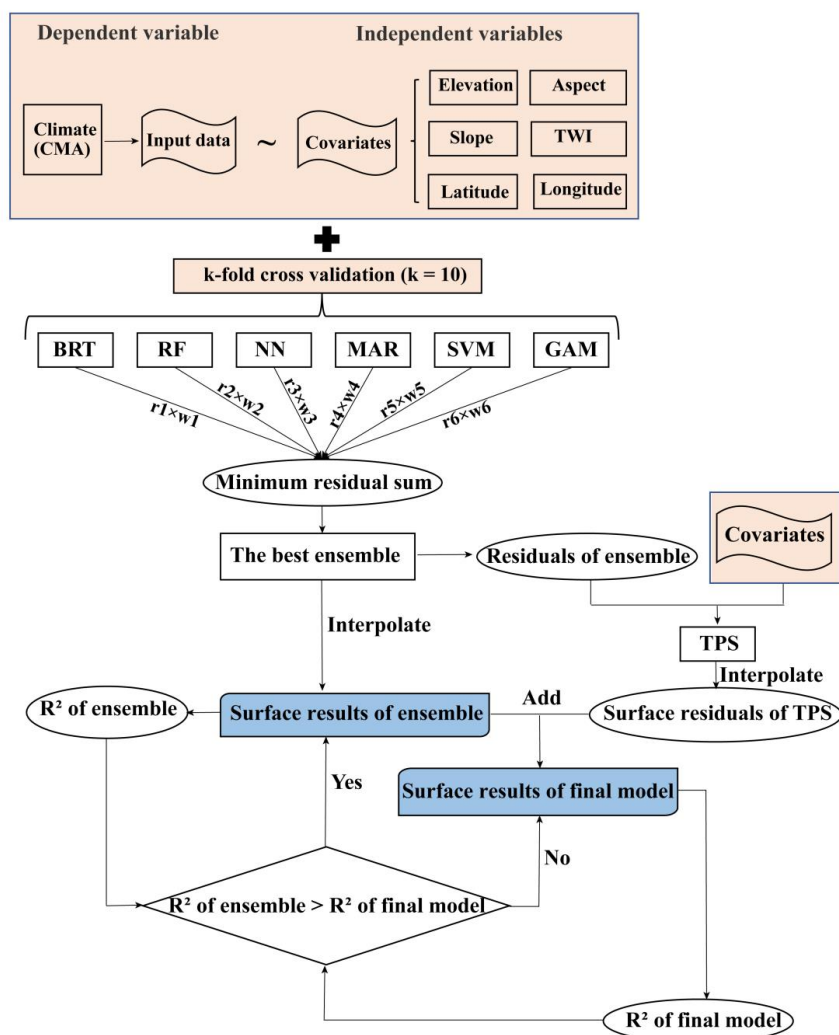 Dependent variable
Independent variables
Climate
(CMA)
Input data
~
Covariates
Elevation
Aspect
Slope
TWI
Latitude
Longitude
k-fold cross validation (k = 10)
BRT
RF
NN
MAR
SVM
GAM
r1×w1
r2×w2
r3×w3
r4×w4
r5×w5
r6×w6
Minimum residual sum
The best ensemble
Residuals of ensemble
Covariates
Interpolate
TPS
Interpolate
R² of ensemble
Surface results of ensemble
Add
Surface residuals of TPS
Yes
Surface results of final model
No
R² of ensemble > R² of final model
R² of final model